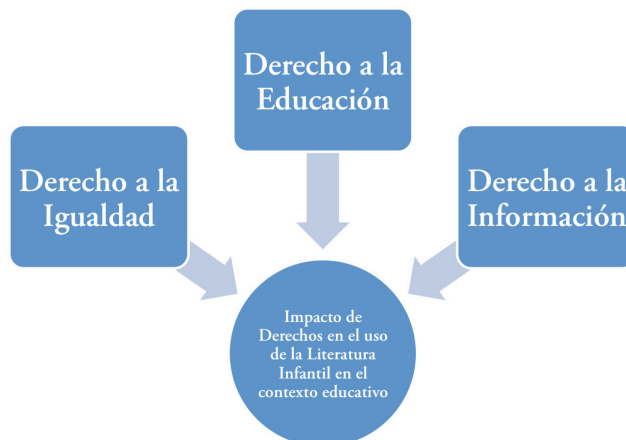 Derecho a la
Educación
Derecho a la
Igualdad
Derecho a la
Información
Impacto de
Derechos en el uso
de la Literatura
Infantil en el
contexto educativo